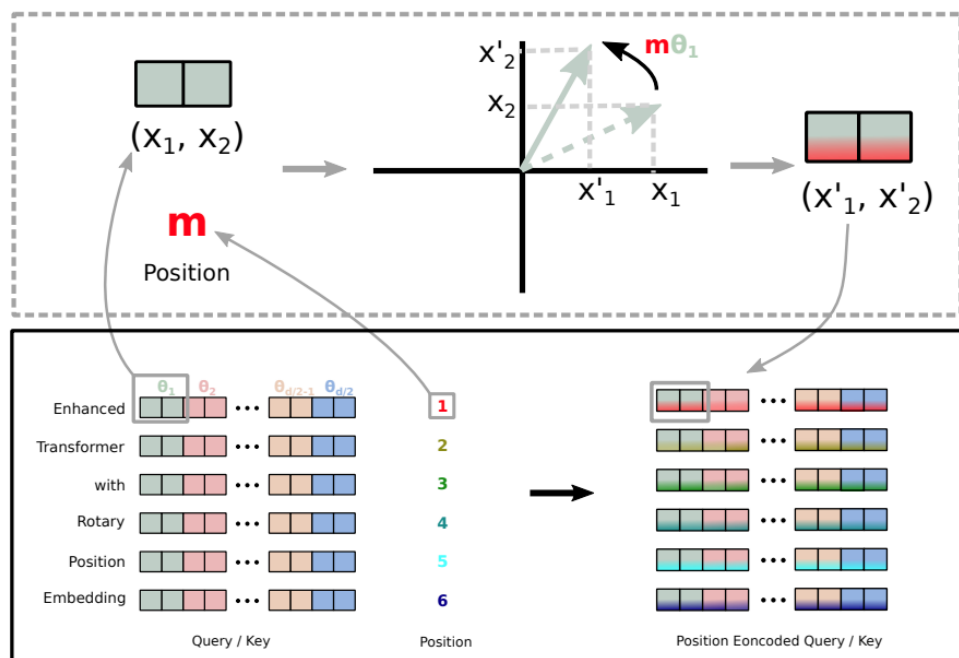 x'₂
mθ₁
x₂
(x₁, x₂)
x'₁
x₁
(x'₁, x'₂)
m
Position
θ₁ θ₂ θd/2-1 θd/2
Enhanced ••• 1 •••
Transformer ••• 2 •••
with ••• 3 •••
Rotary ••• 4 •••
Position ••• 5 •••
Embedding ••• 6 •••
Query / Key Position Position Eoncoded Query / Key